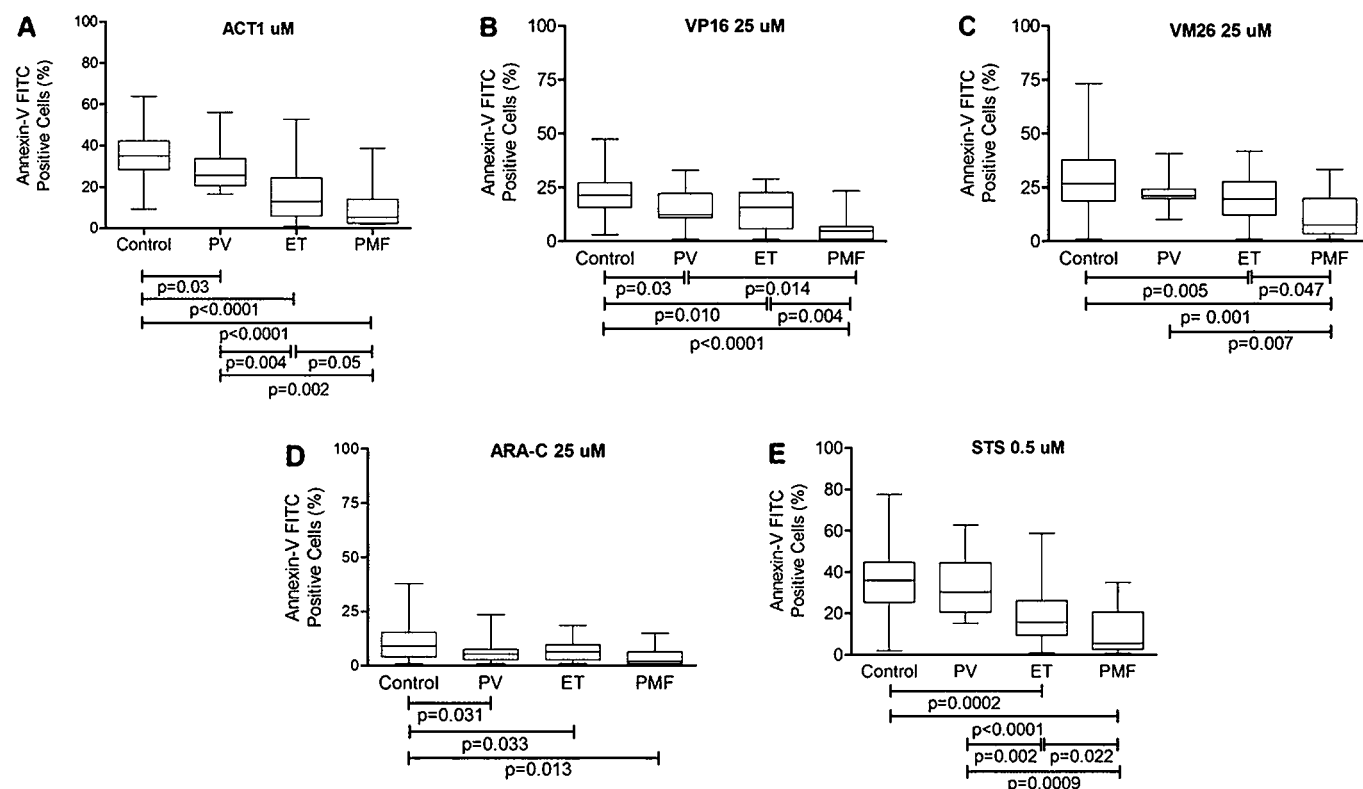 A
ACT1 uM
Annexin-V FITC
Positive Cells (%)
100
80
60
40
20
0
Control PV ET PMF
p=0.03
p<0.0001
p<0.0001
p=0.004 p=0.05
p=0.002
B
VP16 25 uM
Annexin-V FITC
Positive Cells (%)
100
75
50
25
0
Control PV ET PMF
p=0.03 p=0.014
p=0.010 p=0.004
p<0.0001
C
VM26 25 uM
Annexin-V FITC
Positive Cells (%)
100
75
50
25
0
Control PV ET PMF
p=0.005 p=0.047
p= 0.001
p=0.007
D
ARA-C 25 uM
Annexin-V FITC
Positive Cells (%)
100
75
50
25
0
Control PV ET PMF
p=0.031
p=0.033
p=0.013
E
STS 0.5 uM
Annexin-V FITC
Positive Cells (%)
100
80
60
40
20
0
Control PV ET PMF
p=0.0002
p<0.0001
p=0.002 p=0.022
p=0.0009